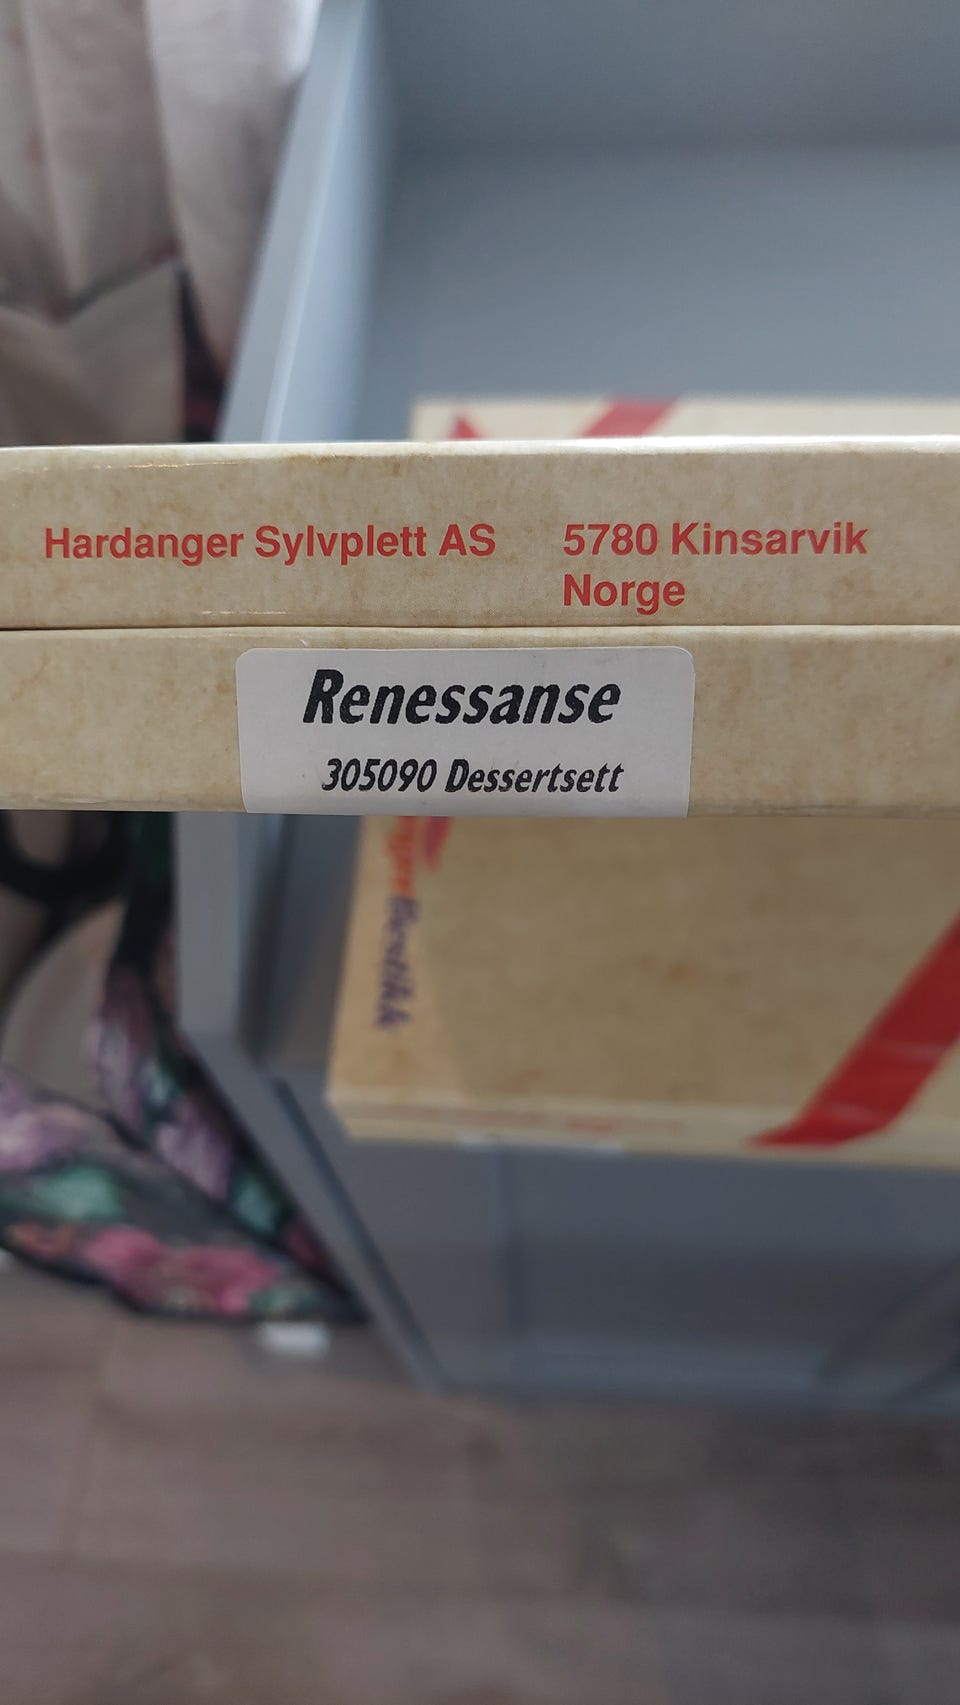 Hardanger Sylvplett AS 5780 Kinsarvik
Norge
Renessanse
305090 Dessertsett